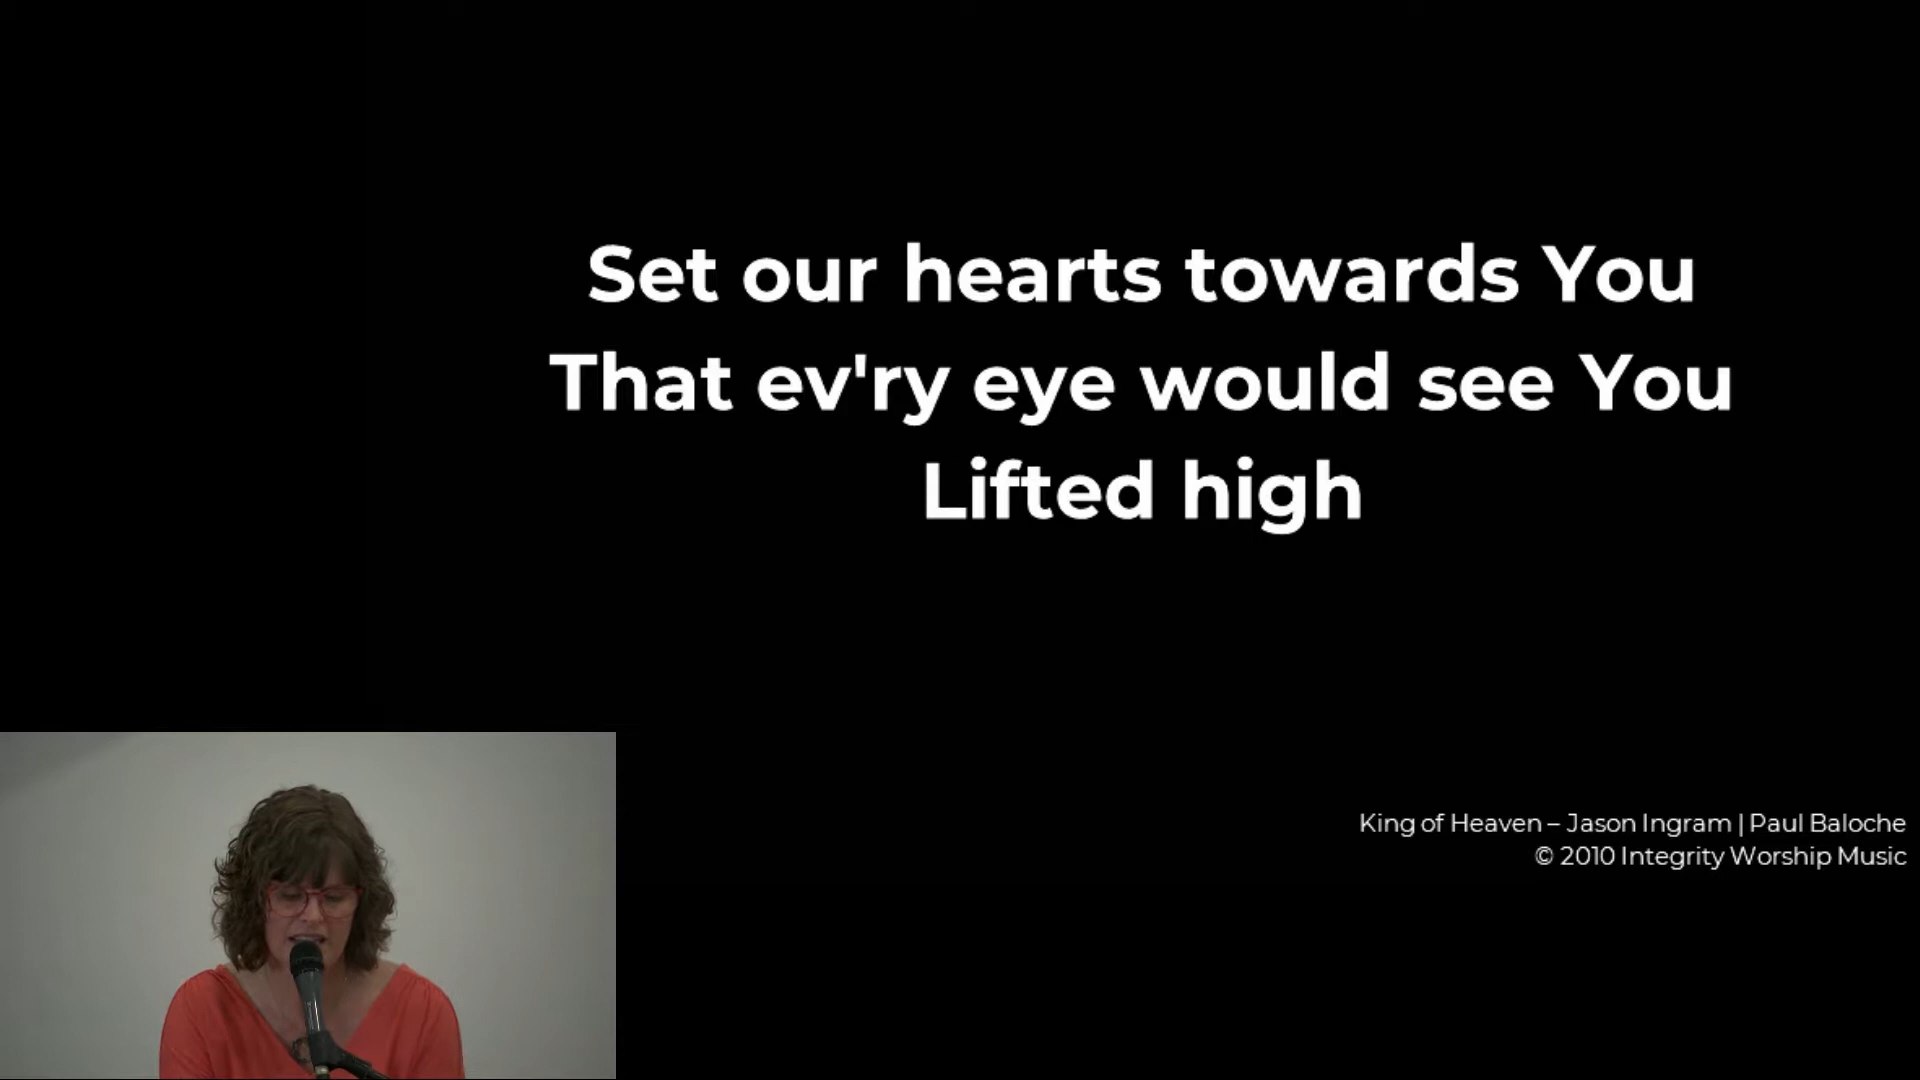 Set our hearts towards You
That ev'ry eye would see You
Lifted high
King of Heaven – Jason Ingram | Paul Baloche
© 2010 Integrity Worship Music